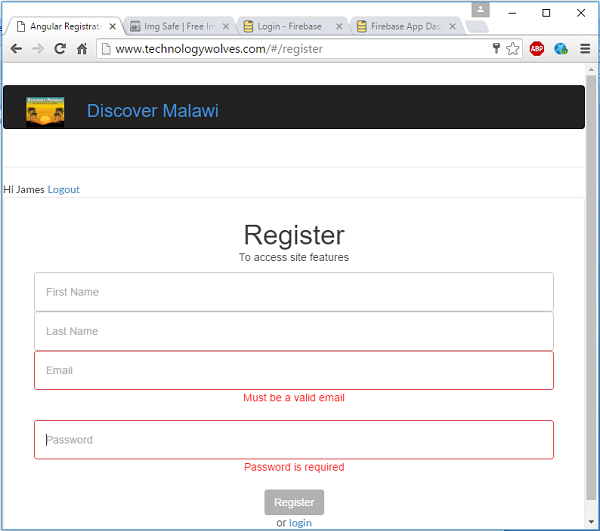 Angular Registrat
Img Safe | Free Im
Login - Firebase
Firebase App Das
www.technologywolves.com/#/register
ABP
Discover Malawi
Discover Malawi
Hi James Logout
Register
To access site features
First Name
Last Name
Email
Must be a valid email
Password
Password is required
Register
or login